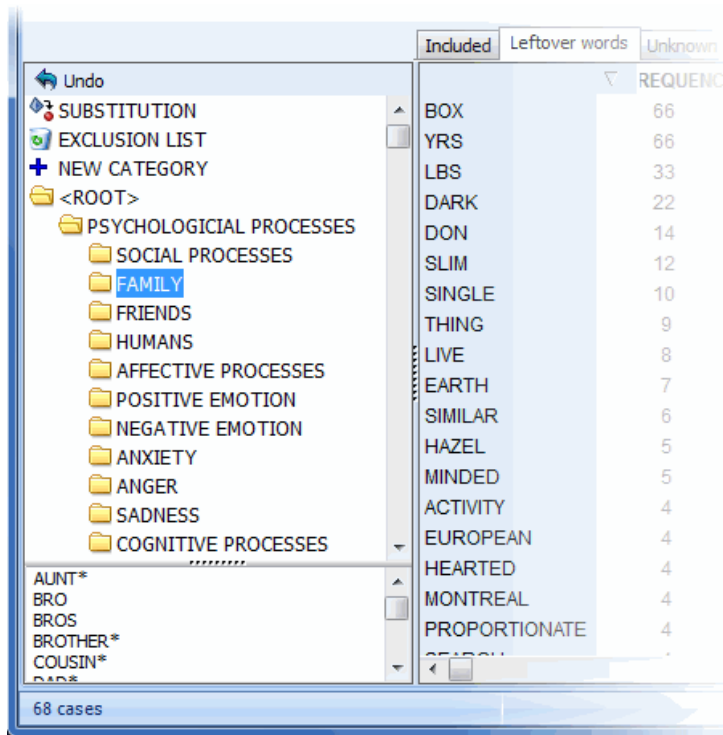 Included Leftover words Unknown
Undo
SUBSTITUTION
EXCLUSION LIST
NEW CATEGORY
<ROOT>
PSYCHOLOGICIAL PROCESSES
SOCIAL PROCESSES
FAMILY
FRIENDS
HUMANS
AFFECTIVE PROCESSES
POSITIVE EMOTION
NEGATIVE EMOTION
ANXIETY
ANGER
SADNESS
COGNITIVE PROCESSES
AUNT*
BRO
BROS
BROTHER*
COUSIN*
DAD*
REQUENC
BOX 66
YRS 66
LBS 33
DARK 22
DON 14
SLIM 12
SINGLE 10
THING 9
LIVE 8
EARTH 7
SIMILAR 6
HAZEL 5
MINDED 5
ACTIVITY 4
EUROPEAN 4
HEARTED 4
MONTREAL 4
PROPORTIONATE 4
68 cases